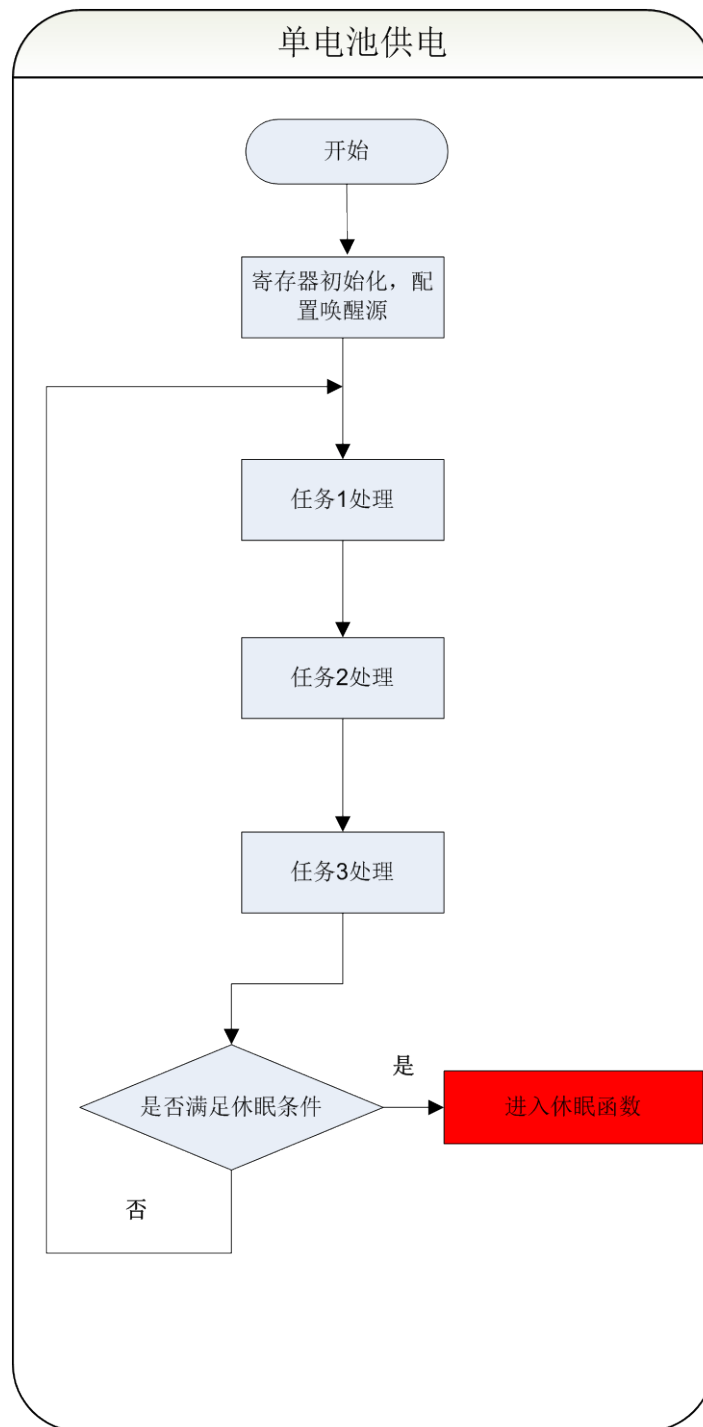 单电池供电
开始
寄存器初始化，配
置唤醒源
任务1处理
任务2处理
任务3处理
是否满足休眠条件
是
进入休眠函数
否